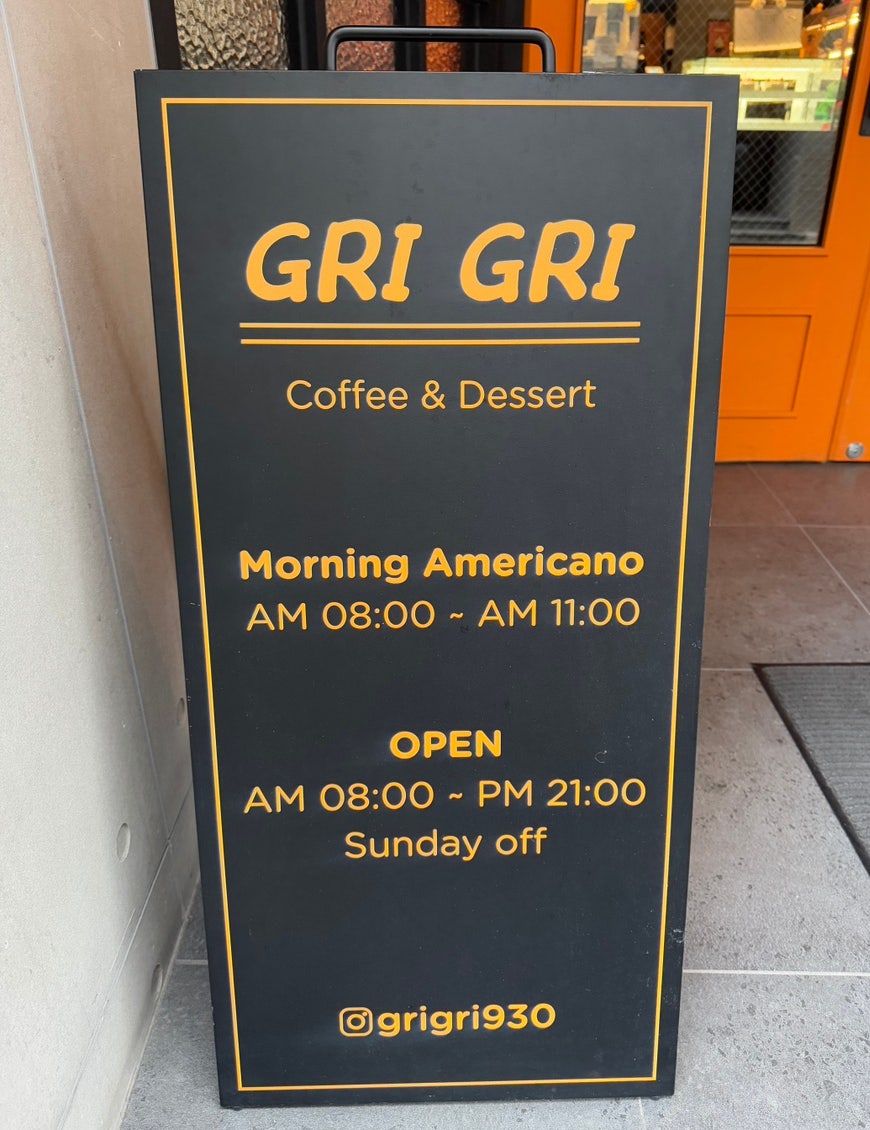 GRI GRI
Coffee & Dessert
Morning Americano
AM 08:00 ~ AM 11:00
OPEN
AM 08:00 ~ PM 21:00
Sunday off
grigri930